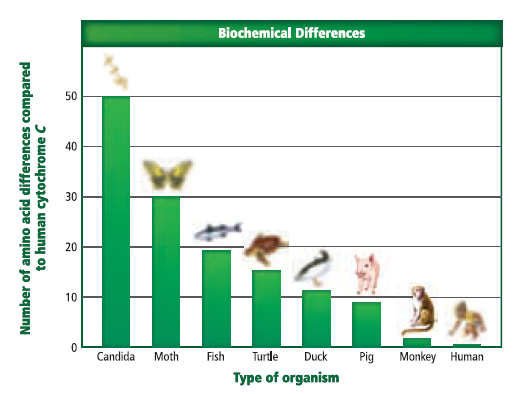 Biochemical Differences
Number of amino acid differences compared
to human cytochrome C
50
40
30
20
10
0
Candida Moth Fish Turtle Duck Pig Monkey Human
Type of organism